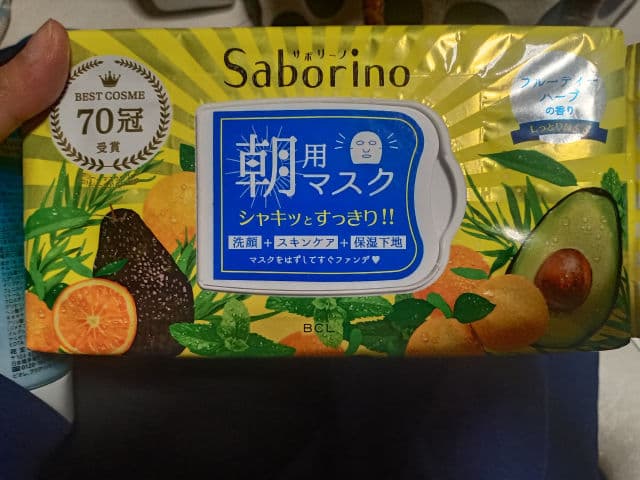 サボリーノ
Saborino
BEST COSME
70冠
受賞
フルーティー
ハーブ
の香り
朝用
マスク
シャキッとすっきり!!
洗顔+スキンケア+保湿下地
マスクをはずしてすぐファンデ♥
BCL